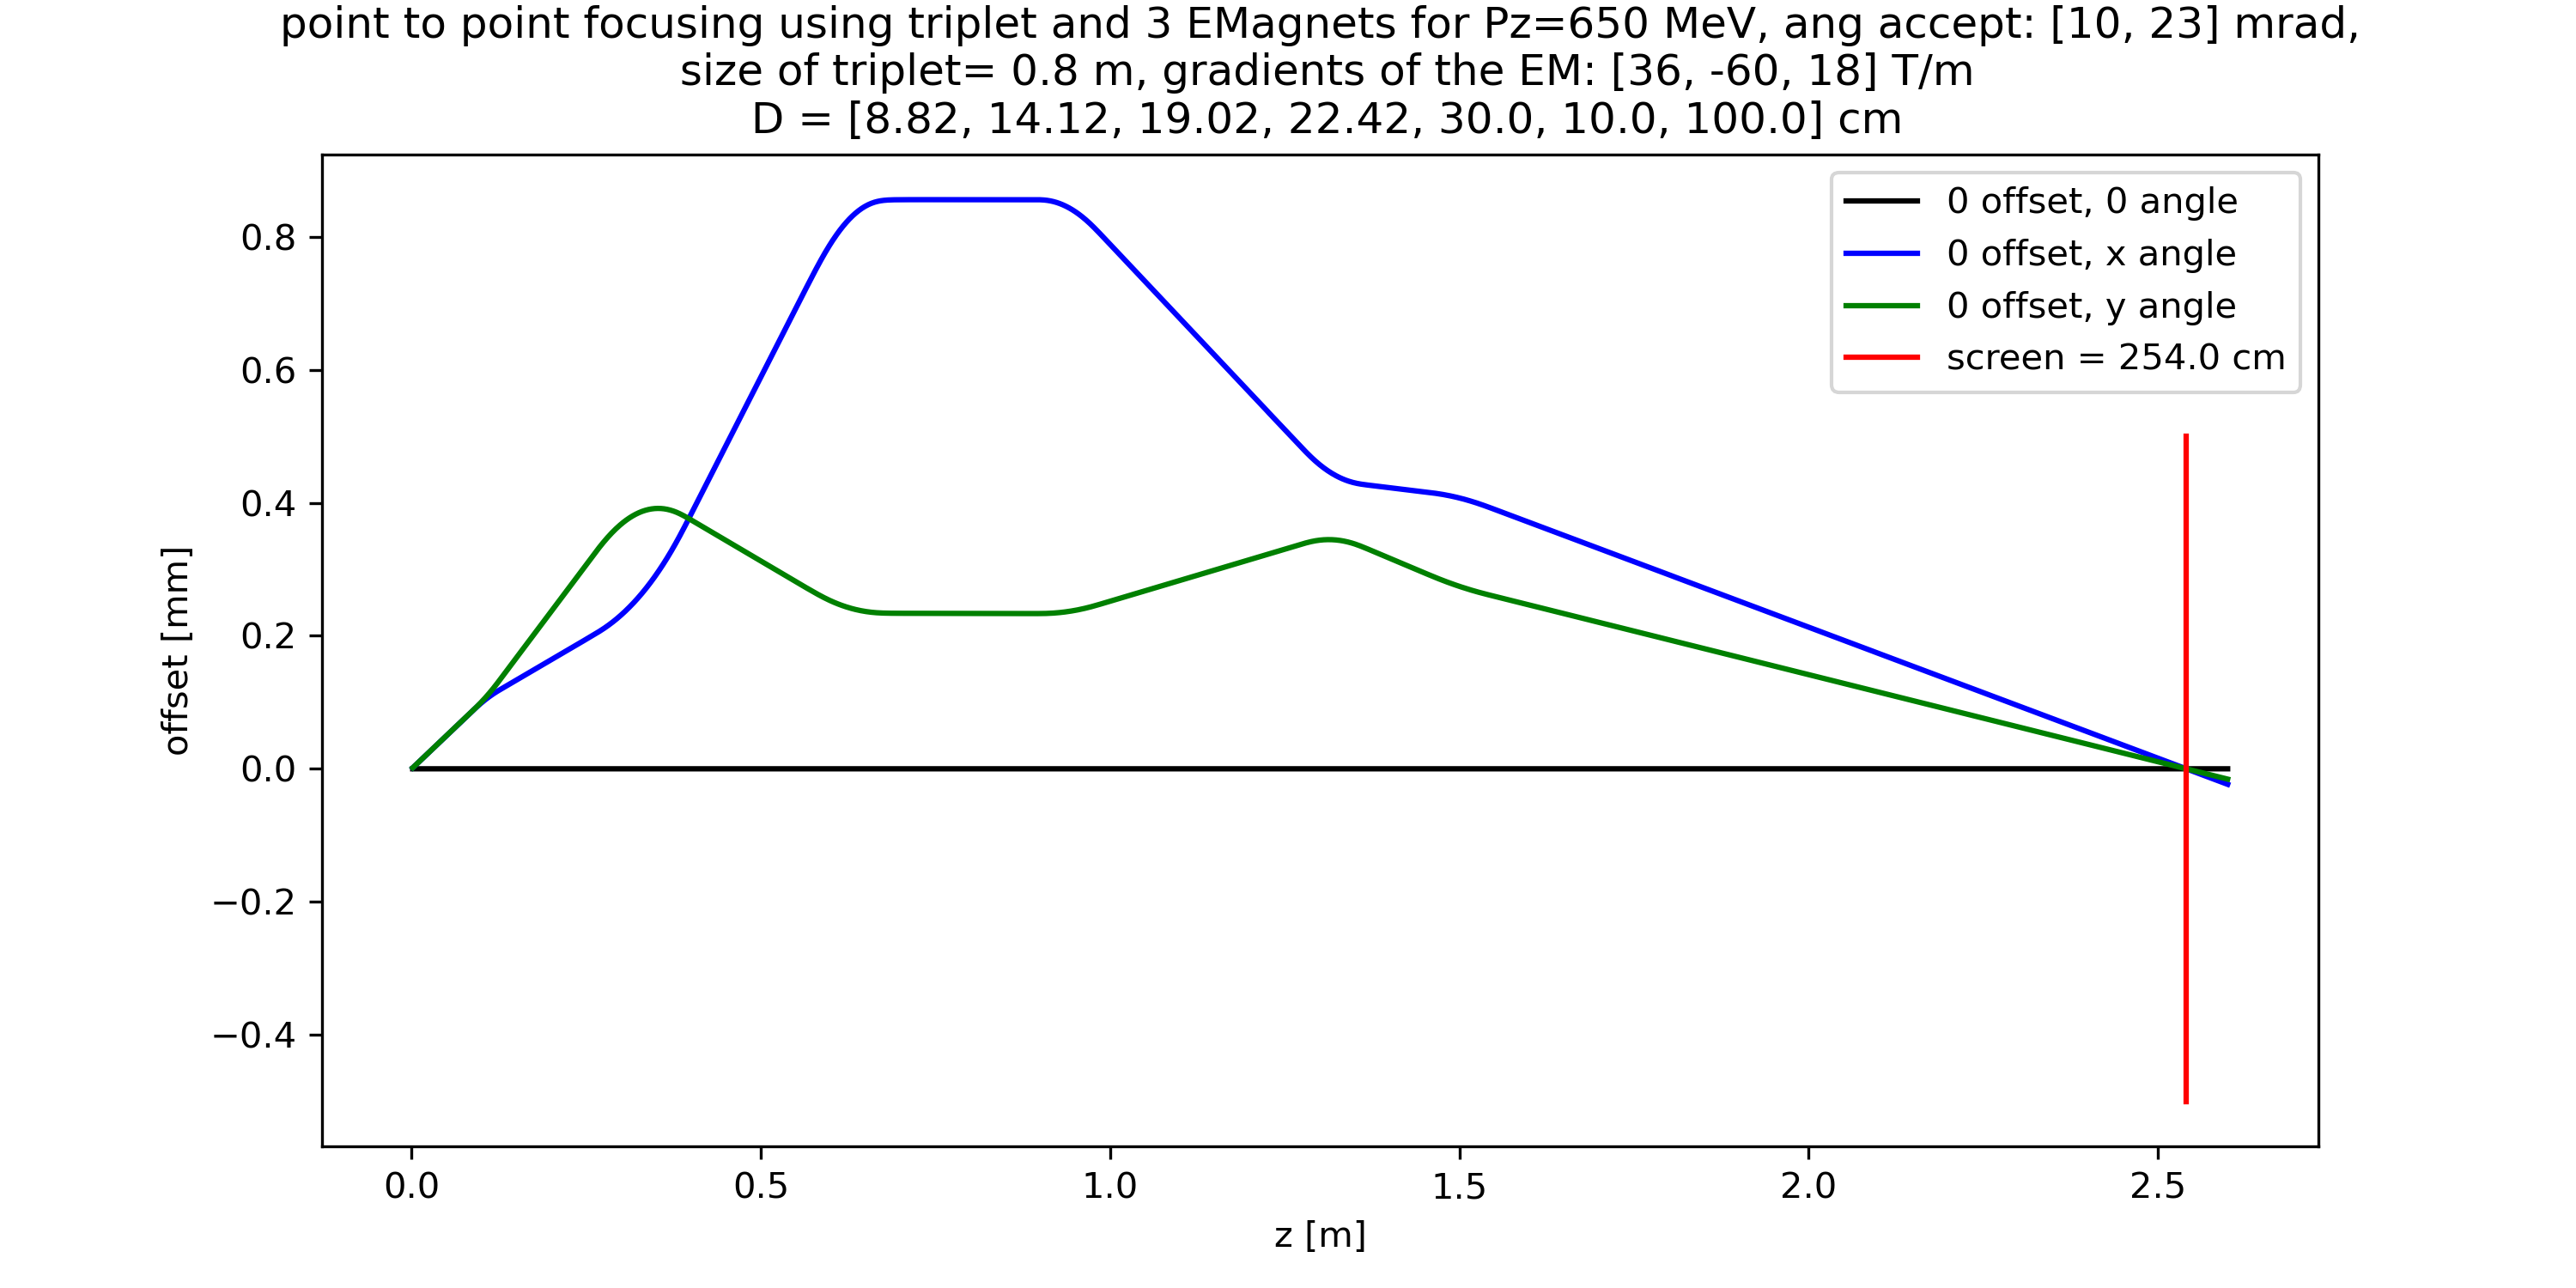 point to point focusing using triplet and 3 EMagnets for Pz=650 MeV, ang accept: [10, 23] mrad,
size of triplet= 0.8 m, gradients of the EM: [36, -60, 18] T/m
D = [8.82, 14.12, 19.02, 22.42, 30.0, 10.0, 100.0] cm
0 offset, 0 angle
0 offset, x angle
0 offset, y angle
screen = 254.0 cm
offset [mm]
0.8
0.6
0.4
0.2
0.0
−0.2
−0.4
0.0 0.5 1.0 1.5 2.0 2.5
z [m]